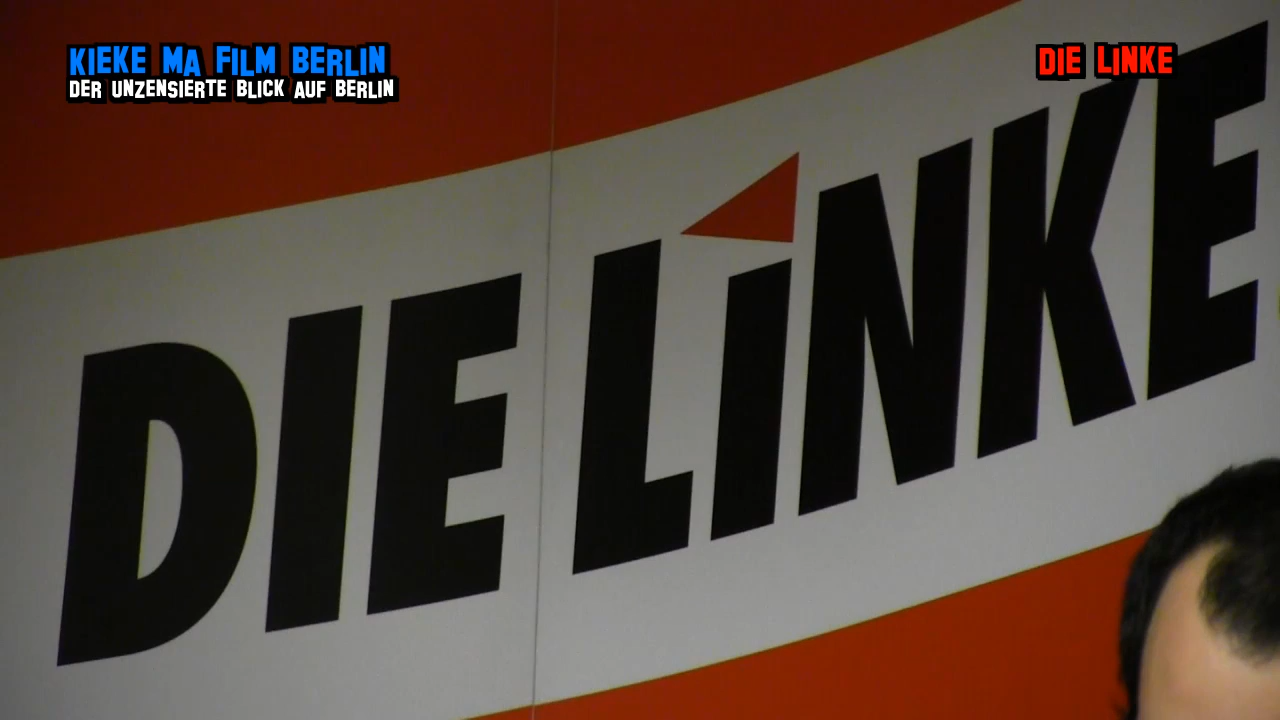 KIEKE MA FILM BERLIN
DER UNZENSIERTE BLICK AUF BERLIN
DIE LINKE
DIE LiNKE